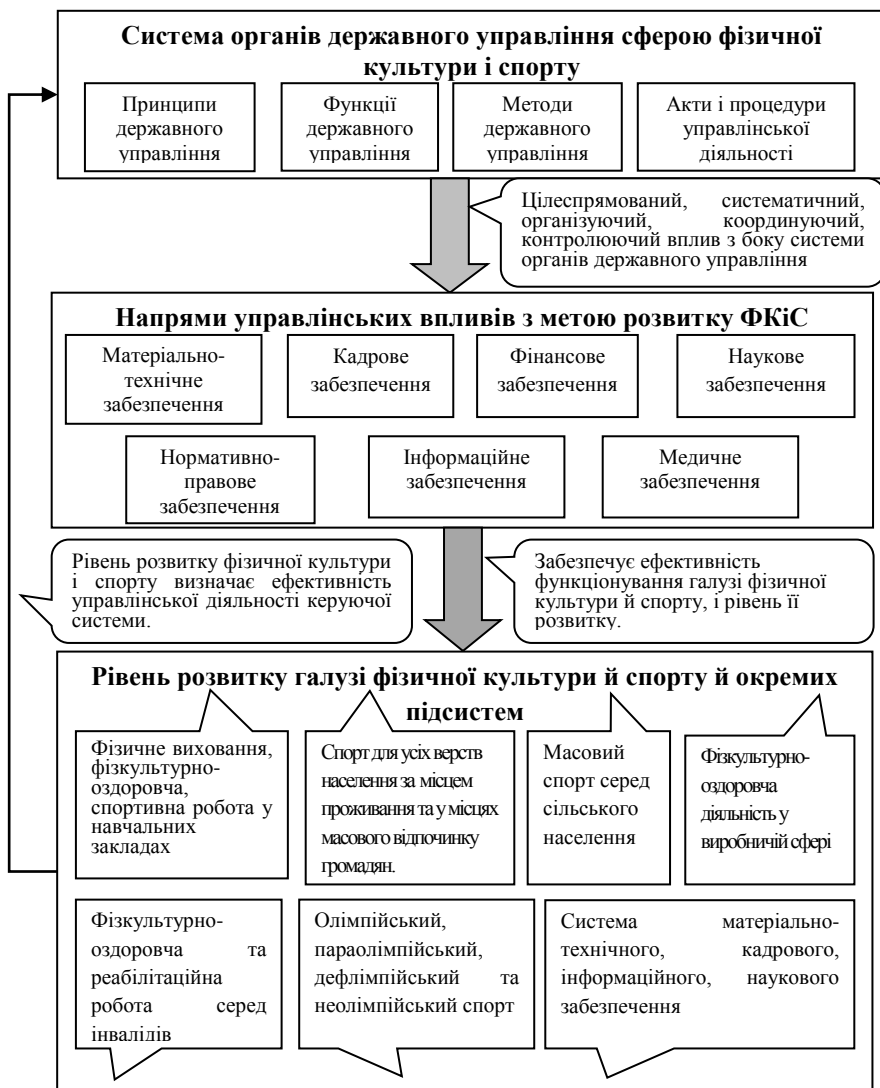 Система органів державного управління сферою фізичної
культури і спорту
Принципи
державного
управління
Функції
державного
управління
Методи
державного
управління
Акти і процедури
управлінської
діяльності
Цілеспрямований, систематичний,
організуючий, координуючий,
контролюючий вплив з боку системи
органів державного управління
Напрями управлінських впливів з метою розвитку ФКіС
Матеріально-
технічне
забезпечення
Кадрове
забезпечення
Фінансове
забезпечення
Наукове
забезпечення
Нормативно-
правове
забезпечення
Інформаційне
забезпечення
Медичне
забезпечення
Рівень розвитку фізичної культури
і спорту визначає ефективність
управлінської діяльності керуючої
системи.
Забезпечує ефективність
функціонування галузі фізичної
культури й спорту, і рівень її
розвитку.
Рівень розвитку галузі фізичної культури й спорту й окремих
підсистем
Фізичне виховання,
фізкультурно-
оздоровча,
спортивна робота у
навчальних
закладах
Спорт для усіх верств
населення за місцем
проживання та у місцях
масового відпочинку
громадян.
Масовий
спорт серед
сільського
населення
Фізкультурно-
оздоровча
діяльність у
виробничій сфері
Фізкультурно-
оздоровча та
реабілітаційна
робота серед
інвалідів
Олімпійський,
параолімпійський,
дефлімпійський та
неолімпійський спорт
Система матеріально-
технічного, кадрового,
інформаційного, наукового
забезпечення